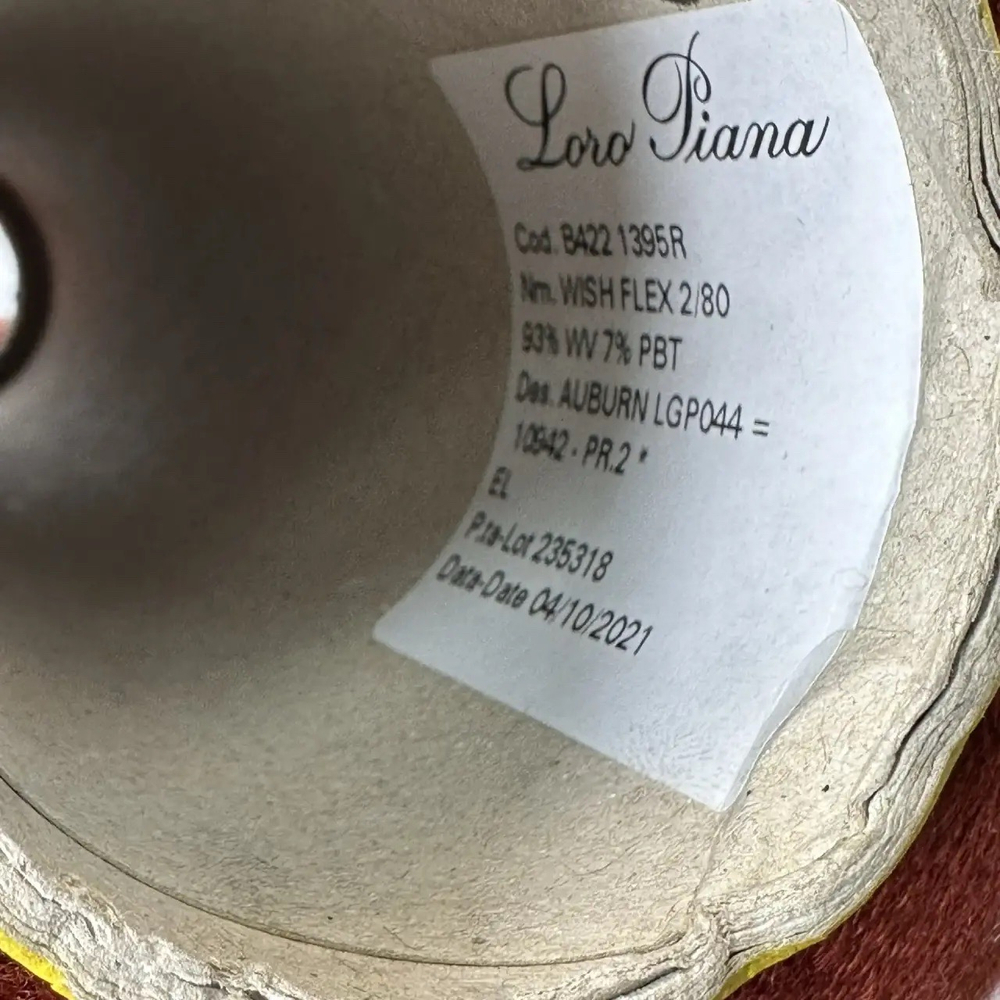 Loro Piana
Cod. B422 1395R
Nm. WISH FLEX 2/80
93% WV 7% PBT
Des. AUBURN LGP044 =
10942 - PR.2 *
EL
P.ta-Lot 235318
Data-Date 04/10/2021